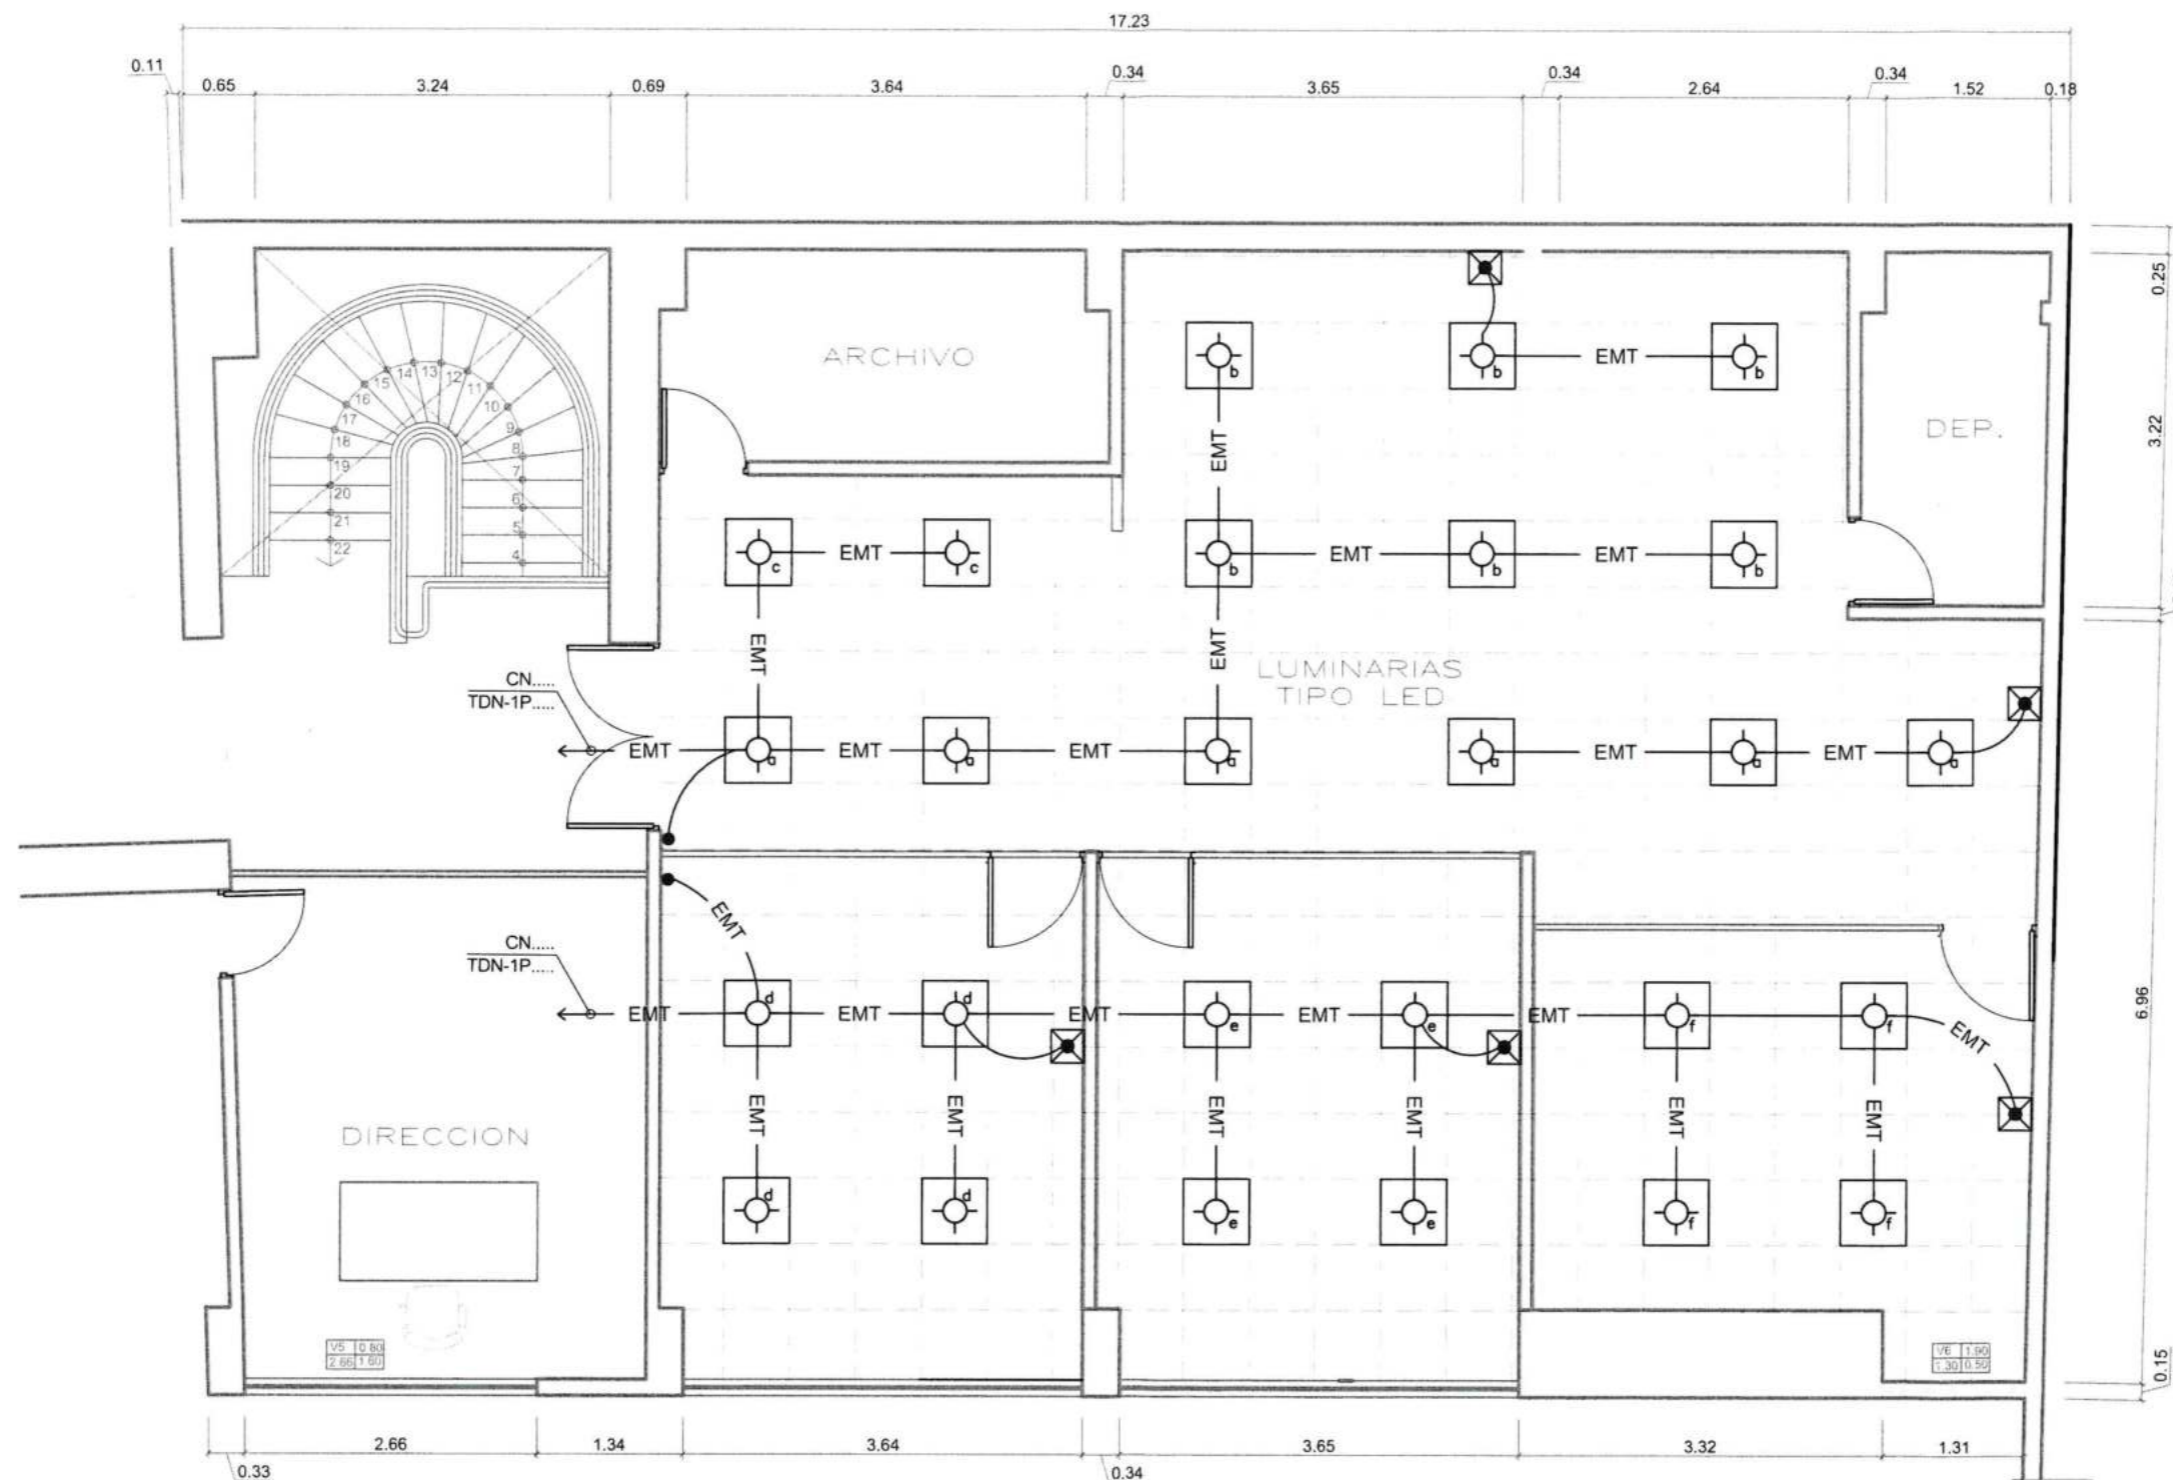 17.23
0.11 0.65 3.24 0.69 3.64 0.34 3.65 0.34 2.64 0.34 1.52 0.18
0.25
ARCHIVO
b b EMT b
DEP.
3.22
EMT
14 13 12
15 11
16 10
17 9
18 8
19 7
20 6
21 5
22 4
c EMT c
b EMT b EMT b
EMT EMT
LUMINARIAS
TIPO LED
CN.....
TDN-1P.....
EMT a EMT a EMT a a EMT a EMT a
EMT
CN.....
TDN-1P.....
EMT d EMT d EMT e EMT e EMT f f EMT
6.96
EMT EMT EMT EMT EMT EMT
DIRECCION
d d e e f f
V5 0.80
2.66 1.60
V6 1.90
1.30 0.50
0.15
0.33 2.66 1.34 3.64 0.34 3.65 3.32 1.31